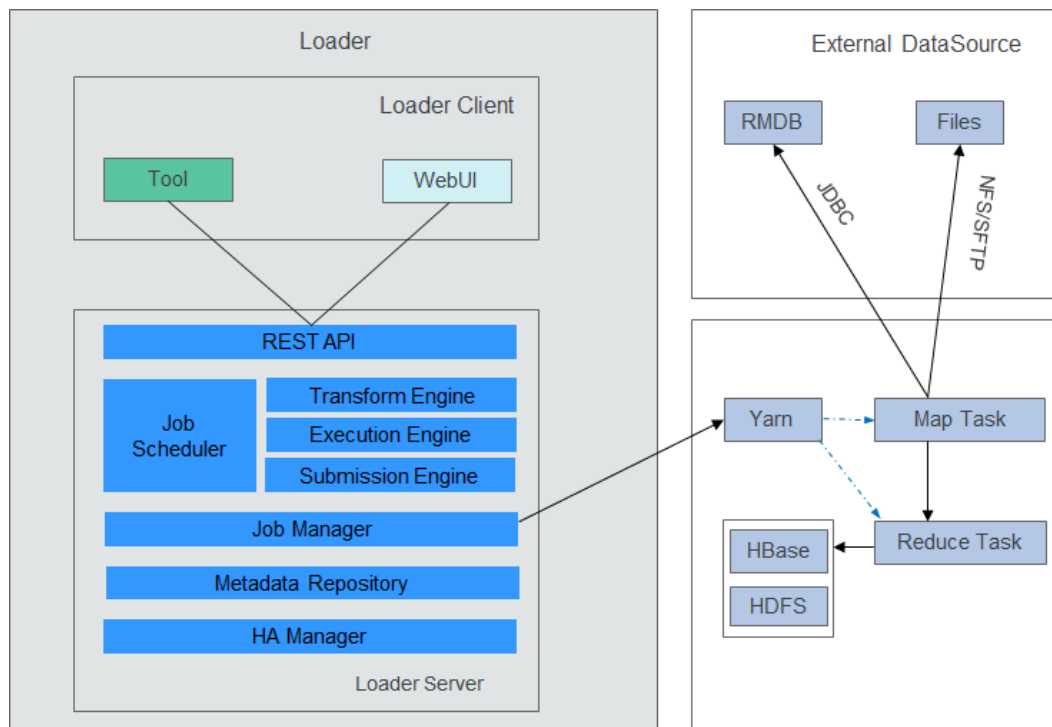 Loader
Loader Client
Tool
WebUI
REST API
Job
Scheduler
Transform Engine
Execution Engine
Submission Engine
Job Manager
Metadata Repository
HA Manager
Loader Server
External DataSource
RMDB
Files
JDBC
NFS/SFTP
Yarn
Map Task
Reduce Task
HBase
HDFS